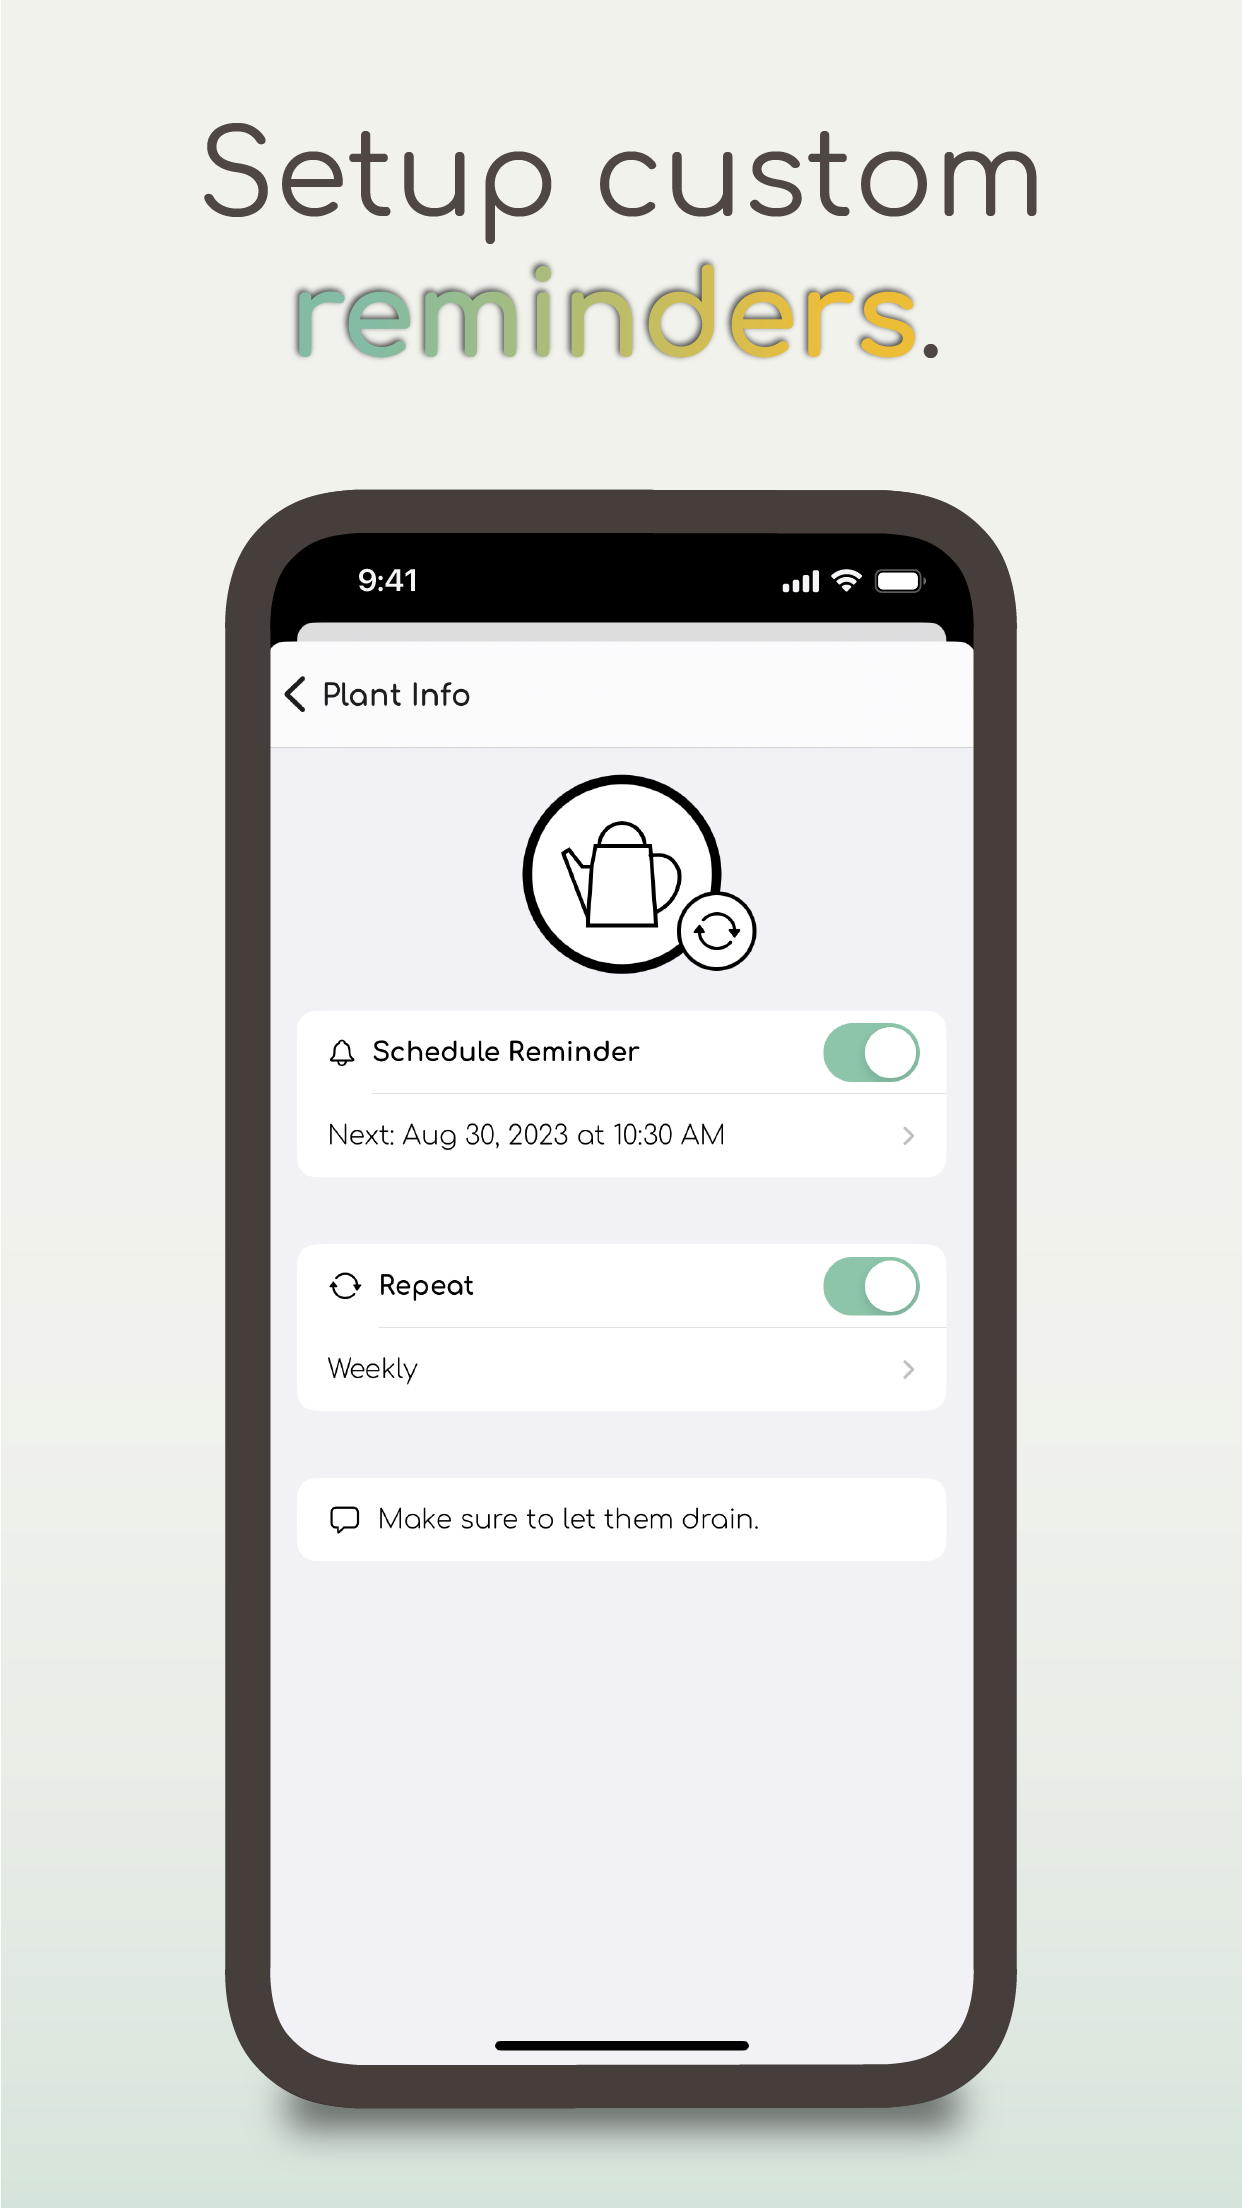 Setup custom
reminders.
9:41
Plant Info
Schedule Reminder
Next: Aug 30, 2023 at 10:30 AM
Repeat
Weekly
Make sure to let them drain.